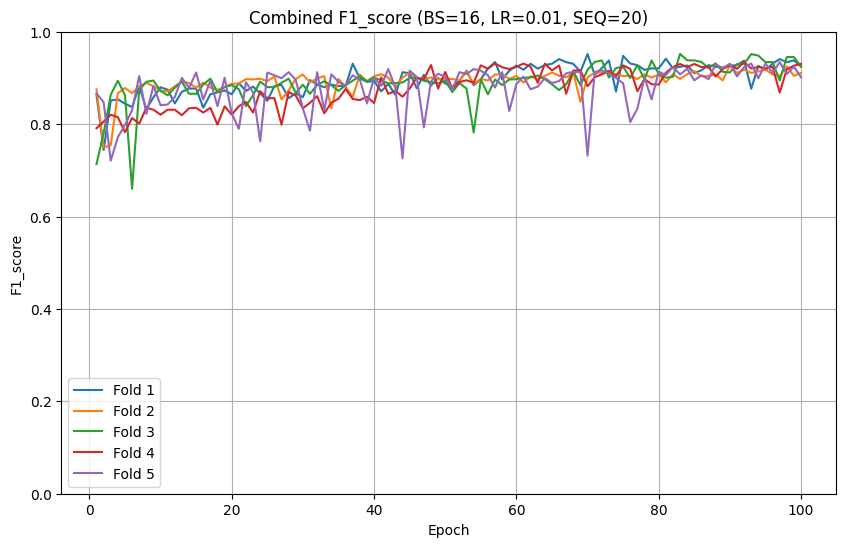 Combined F1_score (BS=16, LR=0.01, SEQ=20)
F1_score
1.0
0.8
0.6
0.4
0.2
0.0
Fold 1
Fold 2
Fold 3
Fold 4
Fold 5
0 20 40 60 80 100
Epoch